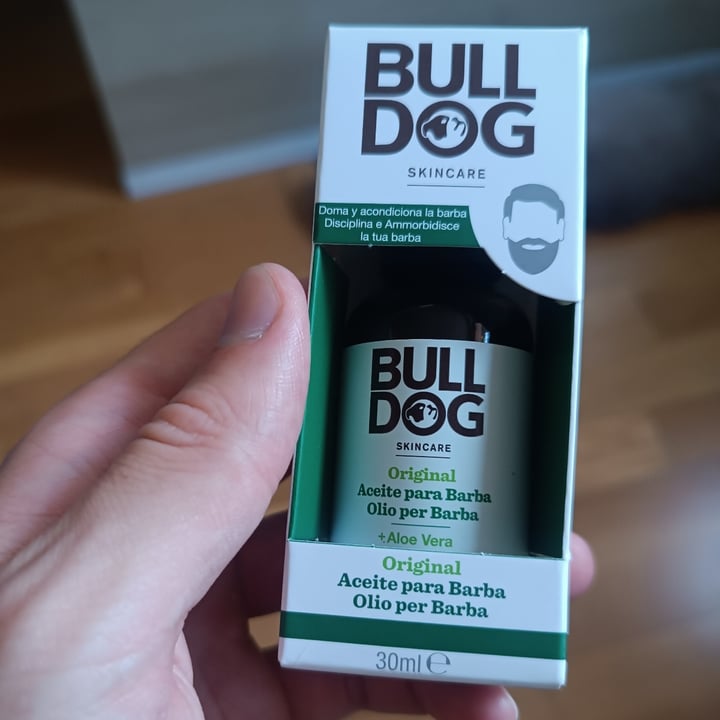 BULL
DOG
SKINCARE
Doma y acondiciona la barba
Disciplina e Ammorbidisce
la tua barba
BULL
DOG
SKINCARE
Original
Aceite para Barba
Olio per Barba
+Aloe Vera
Original
Aceite para Barba
Olio per Barba
30ml ℮